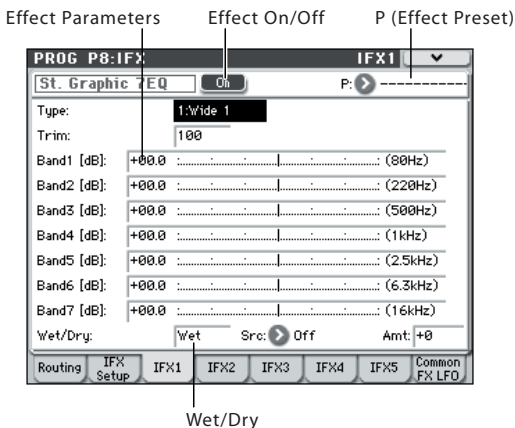 Effect Parameters Effect On/Off P (Effect Preset)
PROG P8:IFX IFX1
St. Graphic 7EQ On P: -----------
Type: 1:Wide 1
Trim: 100
Band1 [dB]: +00.0 (80Hz)
Band2 [dB]: +00.0 (220Hz)
Band3 [dB]: +00.0 (500Hz)
Band4 [dB]: +00.0 (1kHz)
Band5 [dB]: +00.0 (2.5kHz)
Band6 [dB]: +00.0 (6.3kHz)
Band7 [dB]: +00.0 (16kHz)
Wet/Dry: Wet Src: Off Amt: +0
Routing IFX Setup IFX1 IFX2 IFX3 IFX4 IFX5 Common FX LFO
Wet/Dry